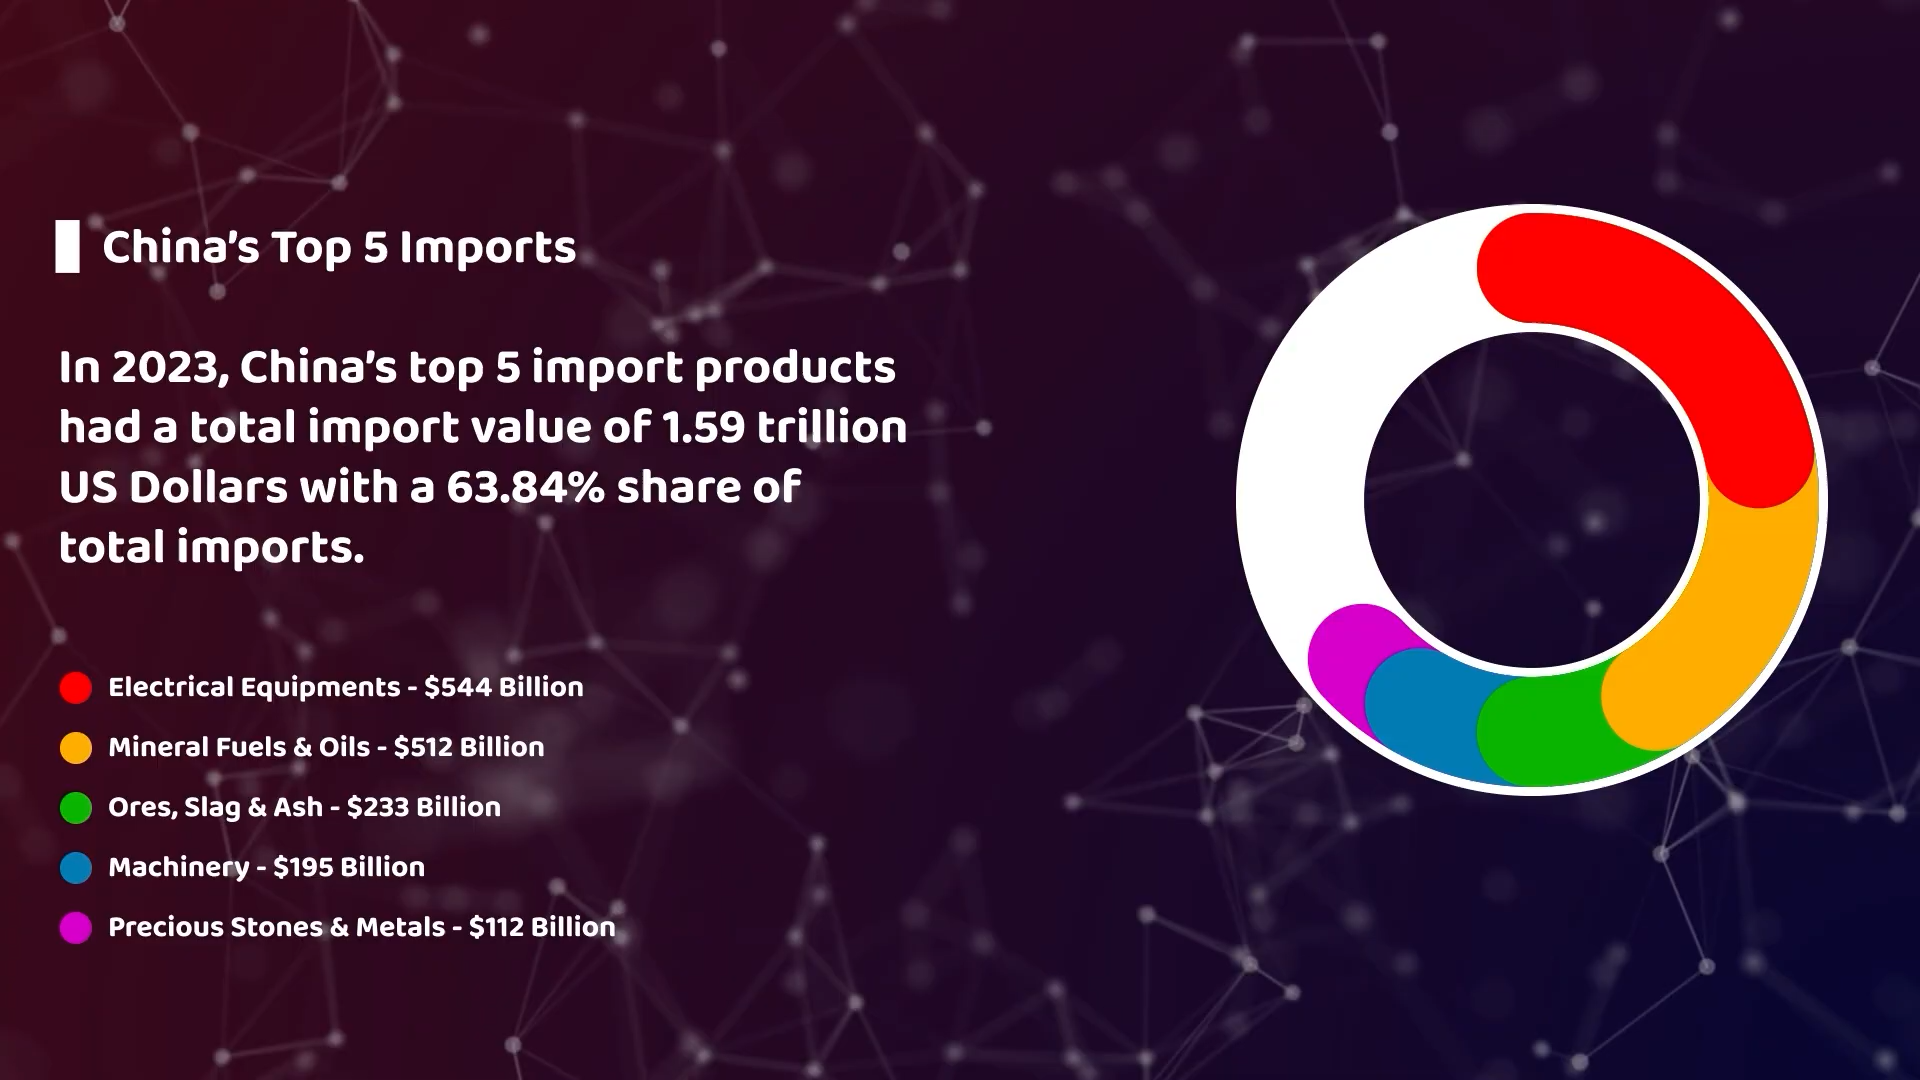 China's Top 5 Imports
In 2023, China's top 5 import products
had a total import value of 1.59 trillion
US Dollars with a 63.84% share of
total imports.
Electrical Equipments - $544 Billion
Mineral Fuels & Oils - $512 Billion
Ores, Slag & Ash - $233 Billion
Machinery - $195 Billion
Precious Stones & Metals - $112 Billion